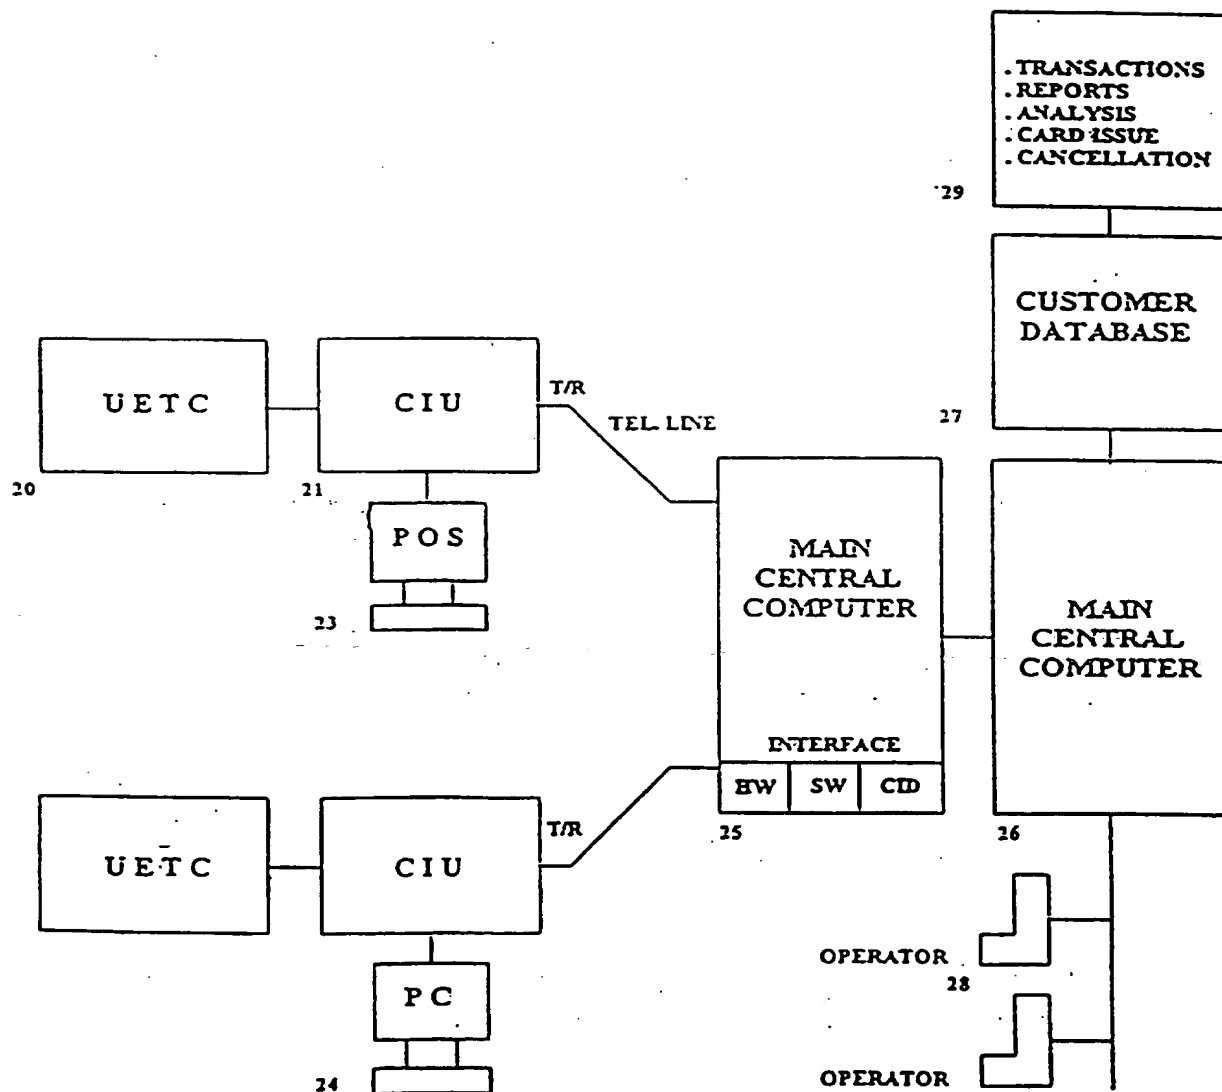 . TRANSACTIONS
. REPORTS
. ANALYSIS
. CARD ISSUE
. CANCELLATION
29
CUSTOMER
DATABASE
27
UETC
CIU
T/R
TEL. LINE
20
21
POS
23
MAIN
CENTRAL
COMPUTER
MAIN
CENTRAL
COMPUTER
INTERFACE
HW
SW
CID
25
26
UETC
CIU
T/R
OPERATOR
28
PC
24
OPERATOR